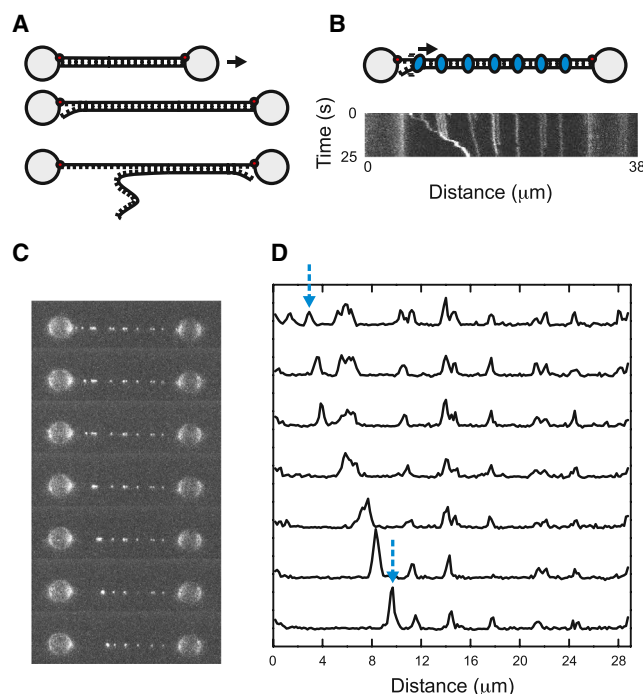 A
B
Time (s)
0
25
0
38
Distance (μm)
C
D
0
4
8
12
16
20
24
28
Distance (μm)